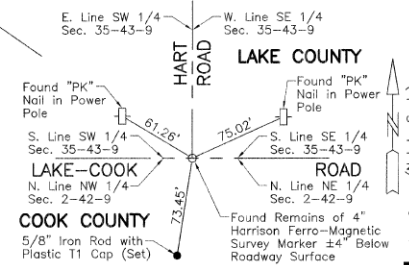 E. Line SW 1/4
Sec. 35-43-9
W. Line SE 1/4
Sec. 35-43-9
HART
ROAD
LAKE COUNTY
Found "PK"
Nail in Power
Pole
Found "PK"
Nail in Power
Pole
61.26'
75.02'
S. Line SW 1/4
Sec. 35-43-9
S. Line SE 1/4
Sec. 35-43-9
LAKE-COOK
ROAD
N. Line NW 1/4
Sec. 2-42-9
N. Line NE 1/4
Sec. 2-42-9
73.45'
COOK COUNTY
5/8" Iron Rod with
Plastic T1 Cap (Set)
Found Remains of 4"
Harrison Ferro-Magnetic
Survey Marker ±4" Below
Roadway Surface